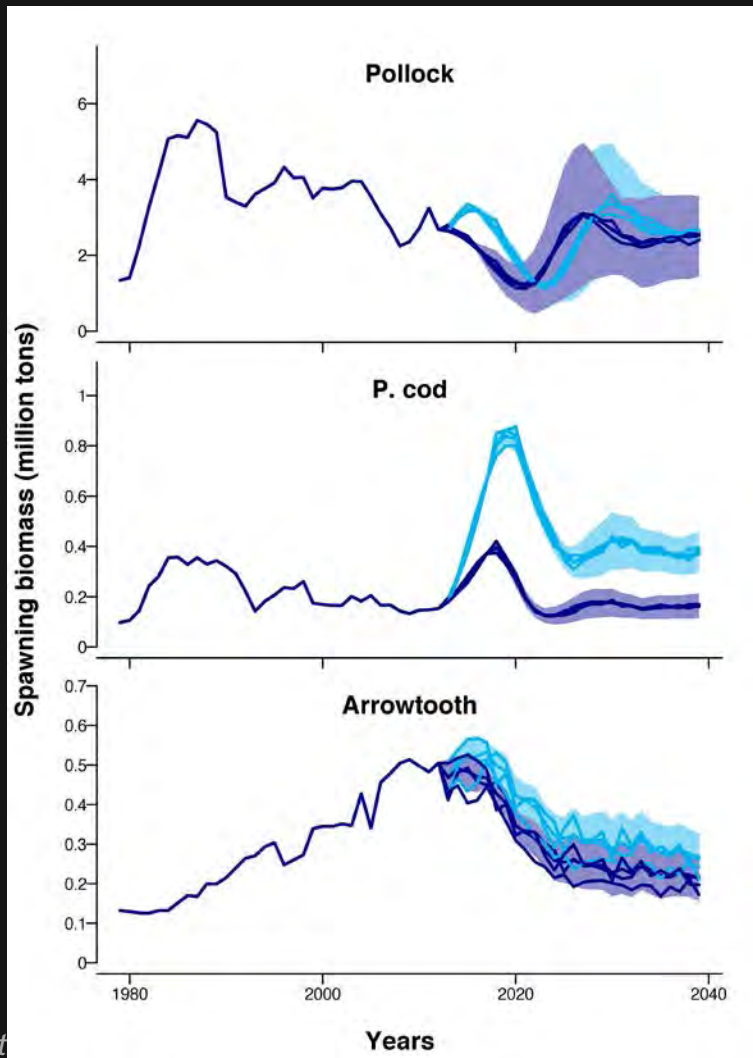 Pollock
6
4
2
0
P. cod
1
0.8
0.6
0.4
0.2
0
Arrowtooth
0.7
0.6
0.5
0.4
0.3
0.2
0.1
0
1980 2000 2020 2040
Years
Spawning biomass (million tons)
t